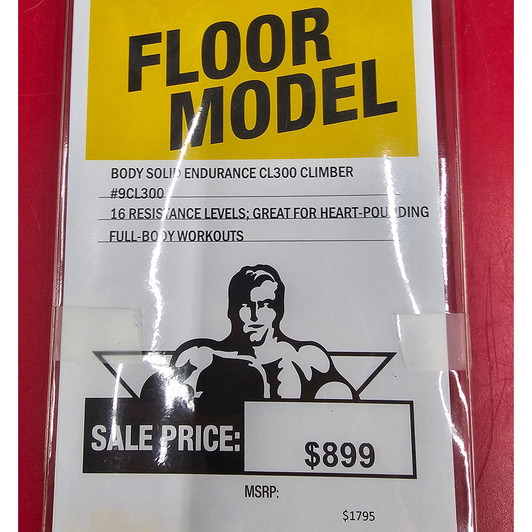 FLOOR
MODEL
BODY SOLID ENDURANCE CL300 CLIMBER
#9CL300
16 RESISTANCE LEVELS; GREAT FOR HEART-POUNDING
FULL-BODY WORKOUTS
SALE PRICE:
$899
MSRP:
$1795